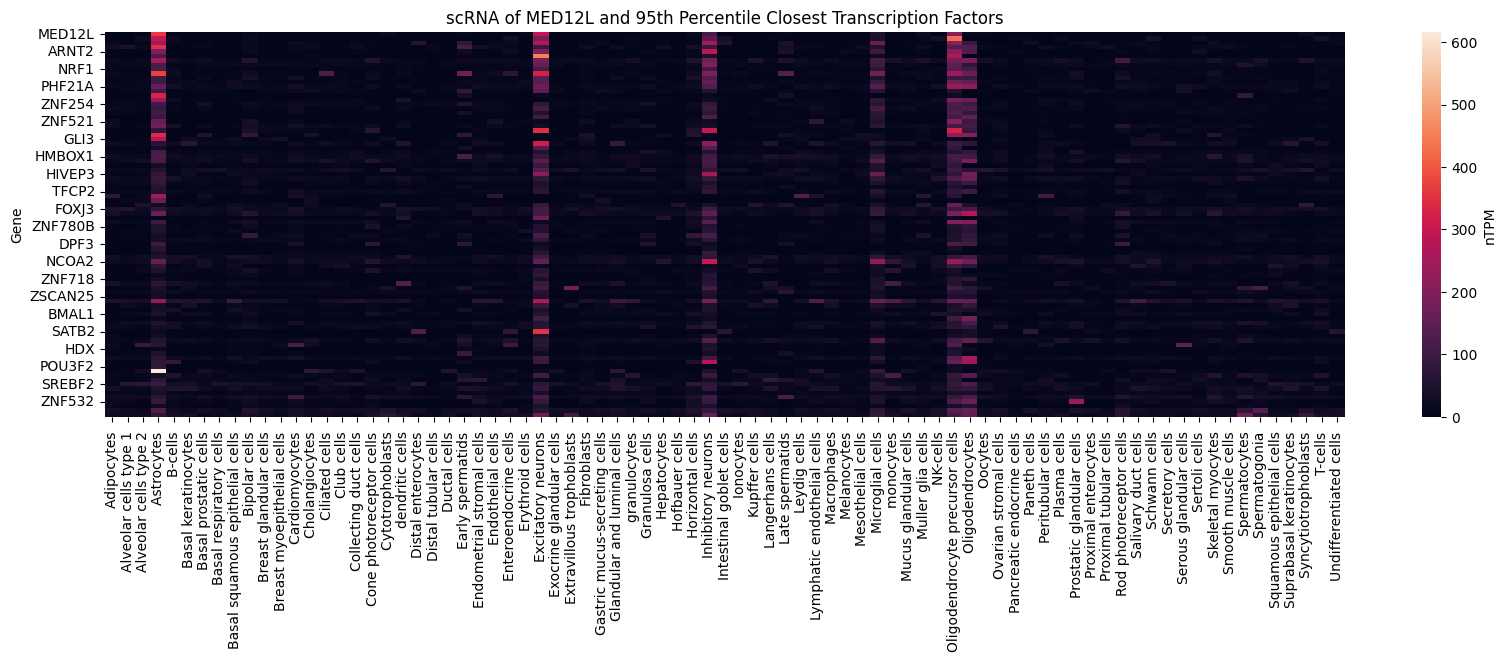 scRNA of MED12L and 95th Percentile Closest Transcription Factors
Gene
MED12L
ARNT2
NRF1
PHF21A
ZNF254
ZNF521
GLI3
HMBOX1
HIVEP3
TFCP2
FOXJ3
ZNF780B
DPF3
NCOA2
ZNF718
ZSCAN25
BMAL1
SATB2
HDX
POU3F2
SREBF2
ZNF532
Adipocytes
Alveolar cells type 1
Alveolar cells type 2
Astrocytes
B-cells
Basal keratinocytes
Basal prostatic cells
Basal respiratory cells
Basal squamous epithelial cells
Bipolar cells
Breast glandular cells
Breast myoepithelial cells
Cardiomyocytes
Cholangiocytes
Ciliated cells
Club cells
Collecting duct cells
Cone photoreceptor cells
Cytotrophoblasts
dendritic cells
Distal enterocytes
Distal tubular cells
Ductal cells
Early spermatids
Endometrial stromal cells
Endothelial cells
Enteroendocrine cells
Erythroid cells
Excitatory neurons
Exocrine glandular cells
Extravillous trophoblasts
Fibroblasts
Gastric mucus-secreting cells
Glandular and luminal cells
granulocytes
Granulosa cells
Hepatocytes
Hofbauer cells
Horizontal cells
Inhibitory neurons
Intestinal goblet cells
Ionocytes
Kupffer cells
Langerhans cells
Late spermatids
Leydig cells
Lymphatic endothelial cells
Macrophages
Melanocytes
Mesothelial cells
Microglial cells
monocytes
Mucus glandular cells
Muller glia cells
NK-cells
Oligodendrocyte precursor cells
Oligodendrocytes
Oocytes
Ovarian stromal cells
Pancreatic endocrine cells
Paneth cells
Peritubular cells
Plasma cells
Prostatic glandular cells
Proximal enterocytes
Proximal tubular cells
Rod photoreceptor cells
Salivary duct cells
Schwann cells
Secretory cells
Serous glandular cells
Sertoli cells
Skeletal myocytes
Smooth muscle cells
Spermatocytes
Spermatogonia
Squamous epithelial cells
Suprabasal keratinocytes
Syncytiotrophoblasts
T-cells
Undifferentiated cells
600
500
400
300
200
100
0
nTPM